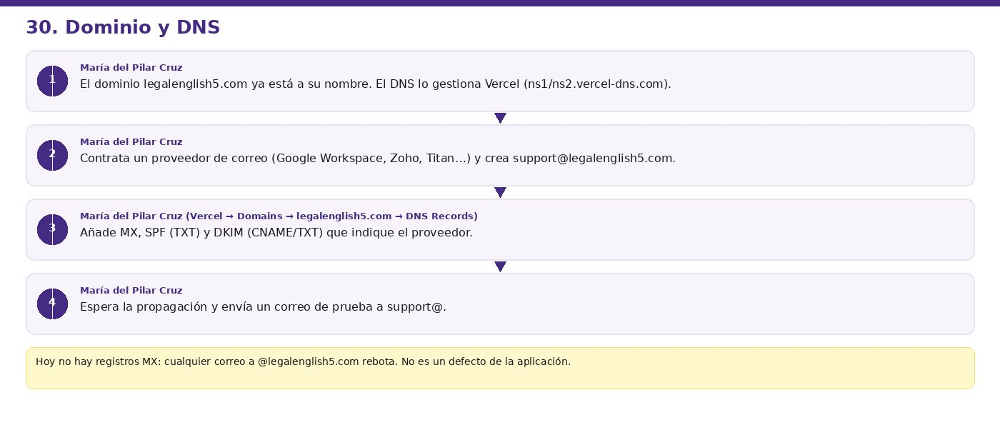 30. Dominio y DNS
María del Pilar Cruz
1
El dominio legalenglish5.com ya está a su nombre. El DNS lo gestiona Vercel (ns1/ns2.vercel-dns.com).
María del Pilar Cruz
2
Contrata un proveedor de correo (Google Workspace, Zoho, Titan...) y crea support@legalenglish5.com.
María del Pilar Cruz (Vercel → Domains → legalenglish5.com → DNS Records)
3
Añade MX, SPF (TXT) y DKIM (CNAME/TXT) que indique el proveedor.
María del Pilar Cruz
4
Espera la propagación y envía un correo de prueba a support@.
Hoy no hay registros MX: cualquier correo a @legalenglish5.com rebota. No es un defecto de la aplicación.